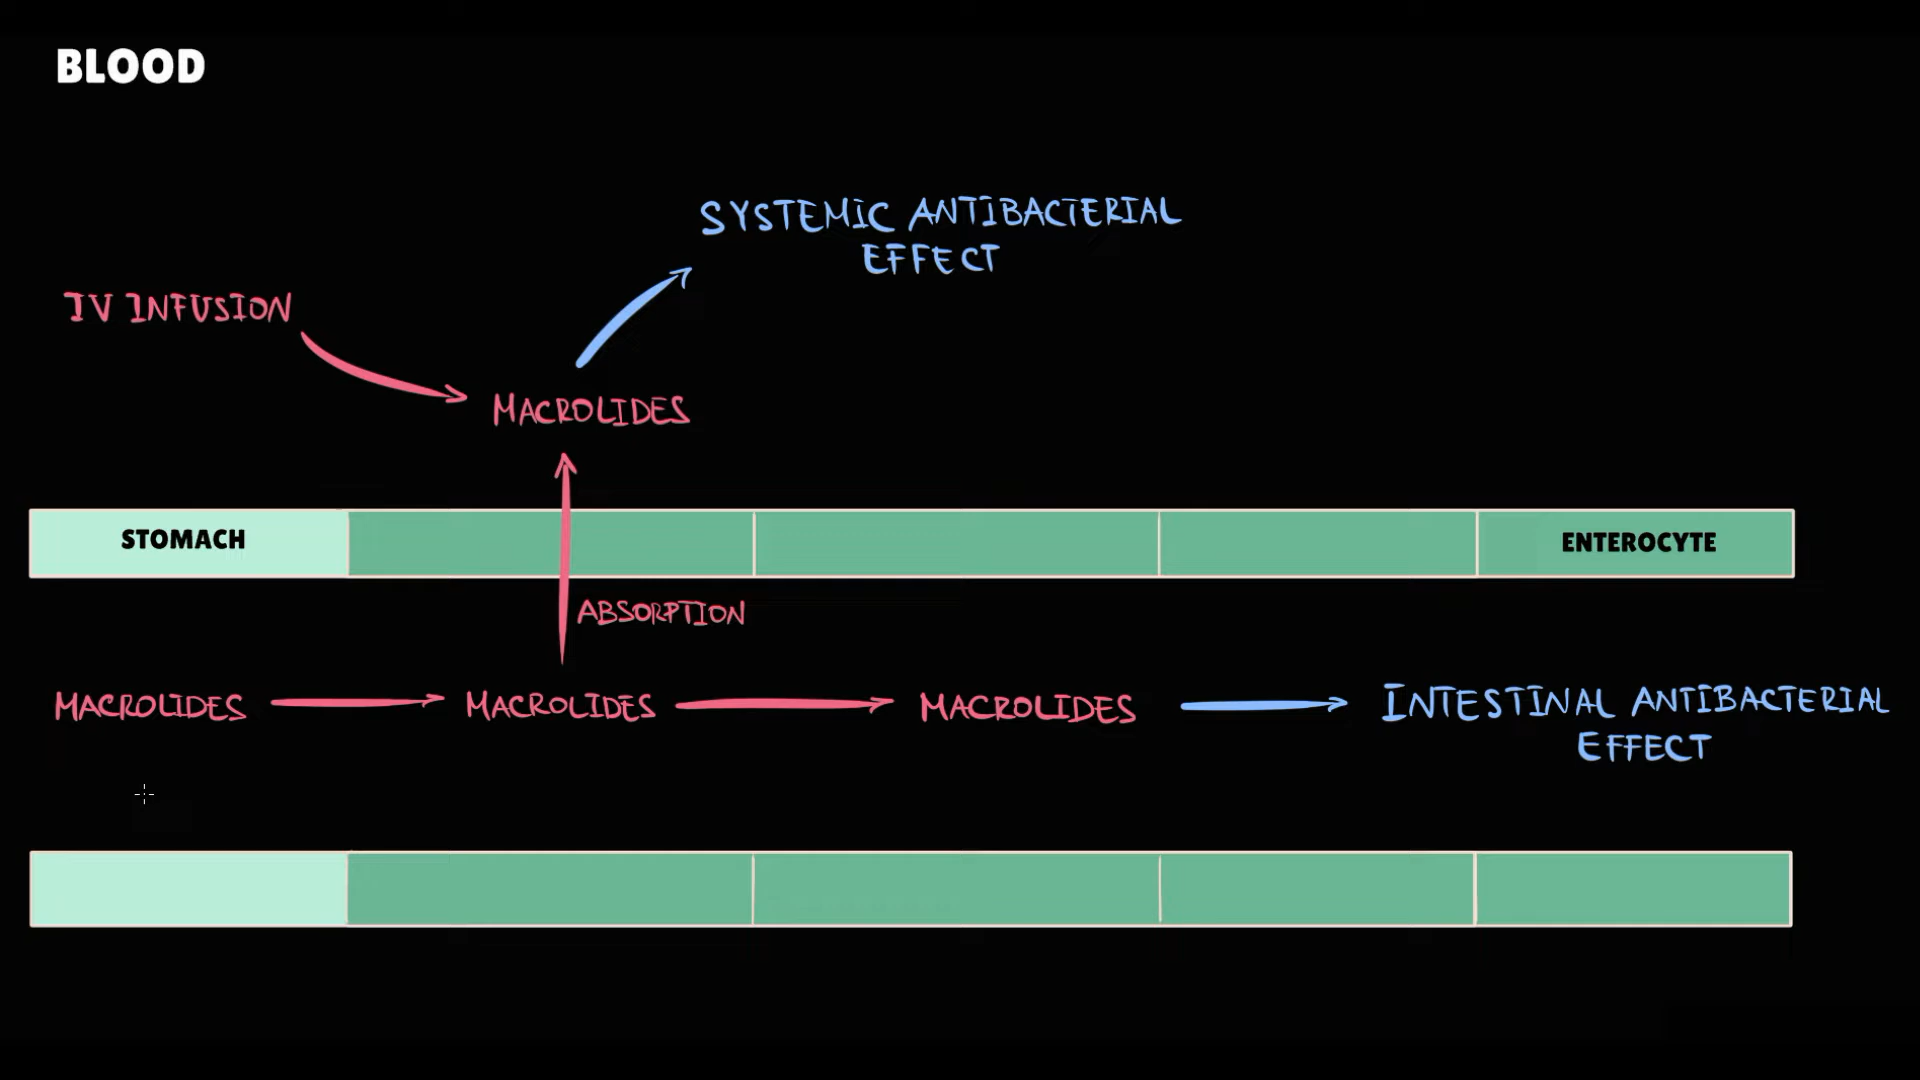 BLOOD
SYSTEMIC ANTIBACTERIAL
EFFECT
IV INFUSION
MACROLIDES
STOMACH
ENTEROCYTE
ABSORPTION
MACROLIDES
MACROLIDES
MACROLIDES
INTESTINAL ANTIBACTERIAL
EFFECT